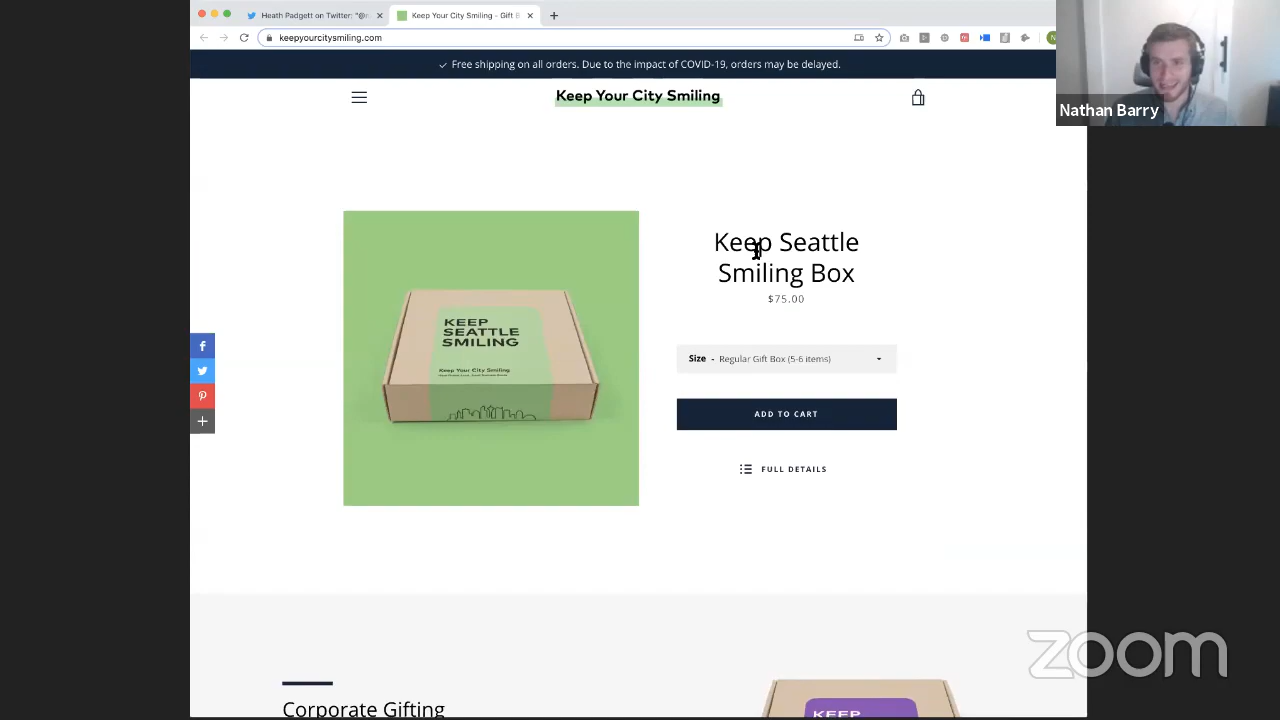 Heath Padgett on Twitter: "@
Keep Your City Smiling - Gift B
keepyourcitysmiling.com
Free shipping on all orders. Due to the impact of COVID-19, orders may be delayed.
Keep Your City Smiling
Nathan Barry
Keep Seattle
Smiling Box
$75.00
KEEP
SEATTLE
SMILING
Keep Your City Smiling
Size - Regular Gift Box (5-6 items)
ADD TO CART
FULL DETAILS
Corporate Gifting
KEEP
zoom